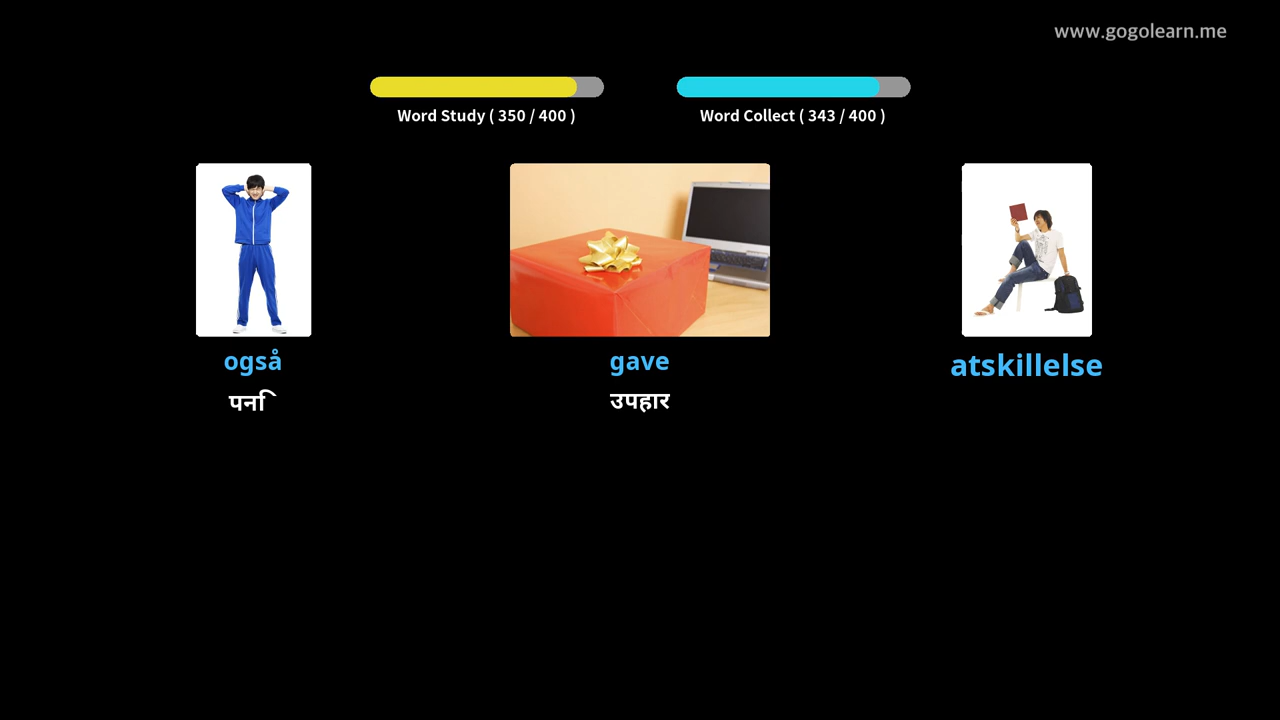 www.gogolearn.me
Word Study ( 350 / 400 )
Word Collect ( 343 / 400 )
også
gave
atskillelse
पनि
उपहार